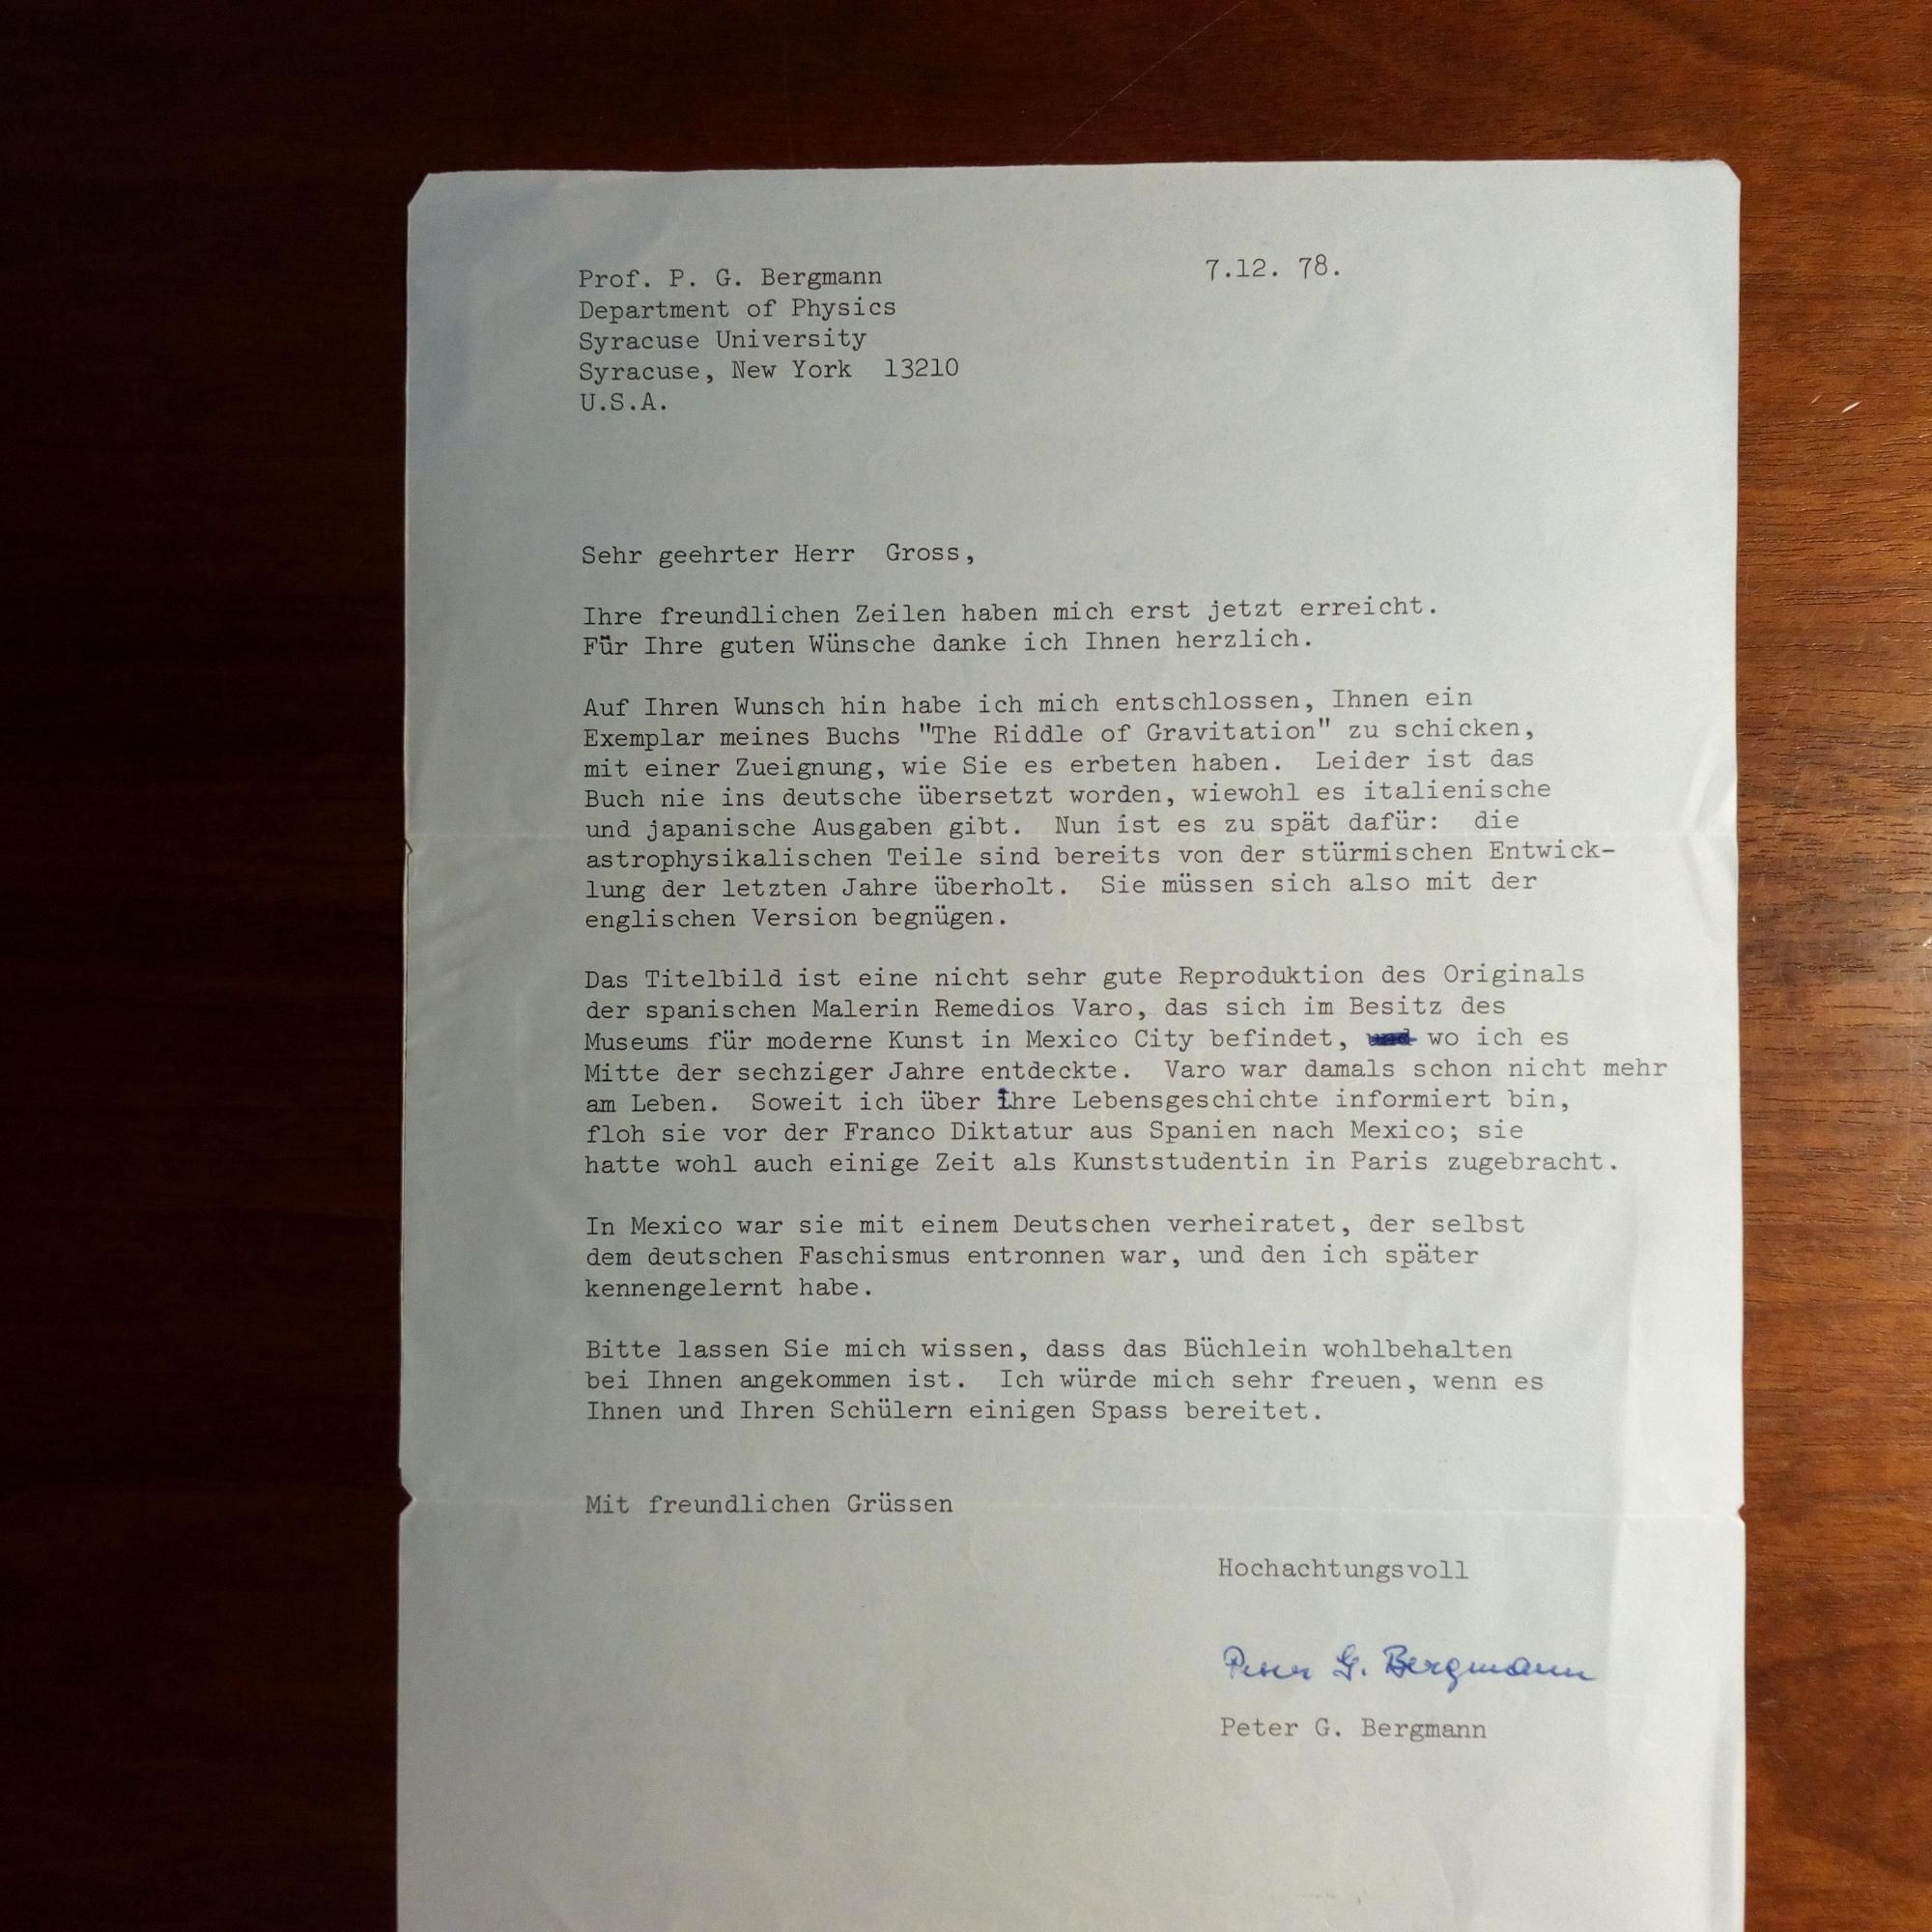 Prof. P. G. Bergmann
7.12. 78.
Department of Physics
Syracuse University
Syracuse, New York  13210
U.S.A.
Sehr geehrter Herr  Gross,
Ihre freundlichen Zeilen haben mich erst jetzt erreicht.
Für Ihre guten Wünsche danke ich Ihnen herzlich.
Auf Ihren Wunsch hin habe ich mich entschlossen, Ihnen ein
Exemplar meines Buchs "The Riddle of Gravitation" zu schicken,
mit einer Zueignung, wie Sie es erbeten haben.  Leider ist das
Buch nie ins deutsche übersetzt worden, wiewohl es italienische
und japanische Ausgaben gibt.  Nun ist es zu spät dafür:  die
astrophysikalischen Teile sind bereits von der stürmischen Entwick-
lung der letzten Jahre überholt.  Sie müssen sich also mit der
englischen Version begnügen.
Das Titelbild ist eine nicht sehr gute Reproduktion des Originals
der spanischen Malerin Remedios Varo, das sich im Besitz des
Museums für moderne Kunst in Mexico City befindet, und wo ich es
Mitte der sechziger Jahre entdeckte.  Varo war damals schon nicht mehr
am Leben.  Soweit ich über ihre Lebensgeschichte informiert bin,
floh sie vor der Franco Diktatur aus Spanien nach Mexico; sie
hatte wohl auch einige Zeit als Kunststudentin in Paris zugebracht.
In Mexico war sie mit einem Deutschen verheiratet, der selbst
dem deutschen Faschismus entronnen war, und den ich später
kennengelernt habe.
Bitte lassen Sie mich wissen, dass das Büchlein wohlbehalten
bei Ihnen angekommen ist.  Ich würde mich sehr freuen, wenn es
Ihnen und Ihren Schülern einigen Spass bereitet.
Mit freundlichen Grüssen
Hochachtungsvoll
Peter G. Bergmann
Peter G. Bergmann